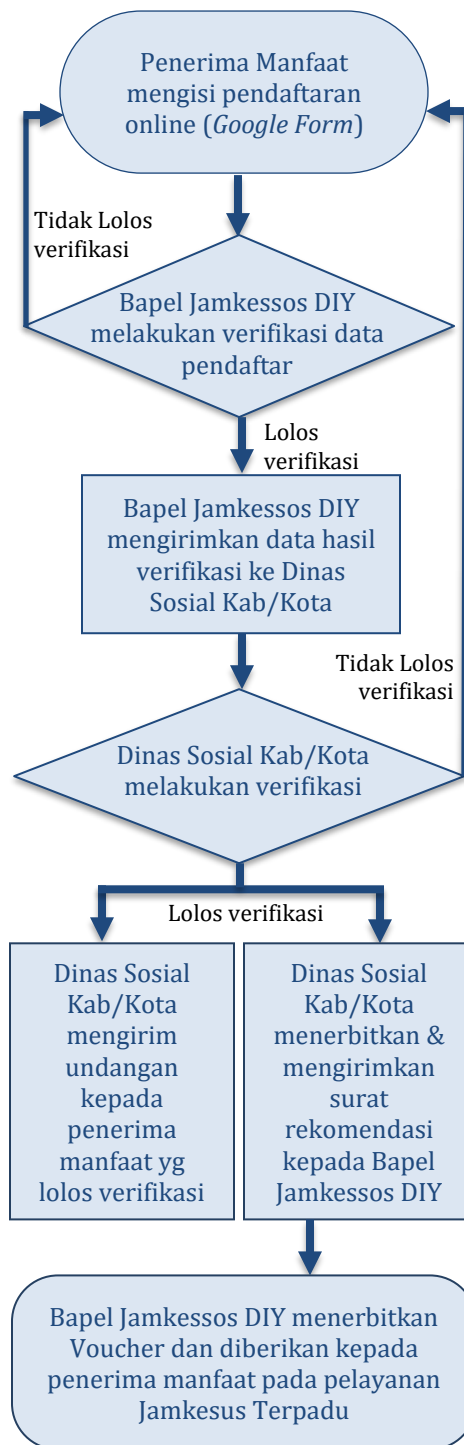 Penerima Manfaat
mengisi pendaftaran
online (Google Form)
Tidak Lolos
verifikasi
Bapel Jamkessos DIY
melakukan verifikasi data
pendaftar
Lolos
verifikasi
Bapel Jamkessos DIY
mengirimkan data hasil
verifikasi ke Dinas
Sosial Kab/Kota
Tidak Lolos
verifikasi
Dinas Sosial Kab/Kota
melakukan verifikasi
Lolos verifikasi
Dinas Sosial
Kab/Kota
mengirim
undangan
kepada
penerima
manfaat yg
lolos verifikasi
Dinas Sosial
Kab/Kota
menerbitkan &
mengirimkan
surat
rekomendasi
kepada Bapel
Jamkessos DIY
Bapel Jamkessos DIY menerbitkan
Voucher dan diberikan kepada
penerima manfaat pada pelayanan
Jamkesus Terpadu